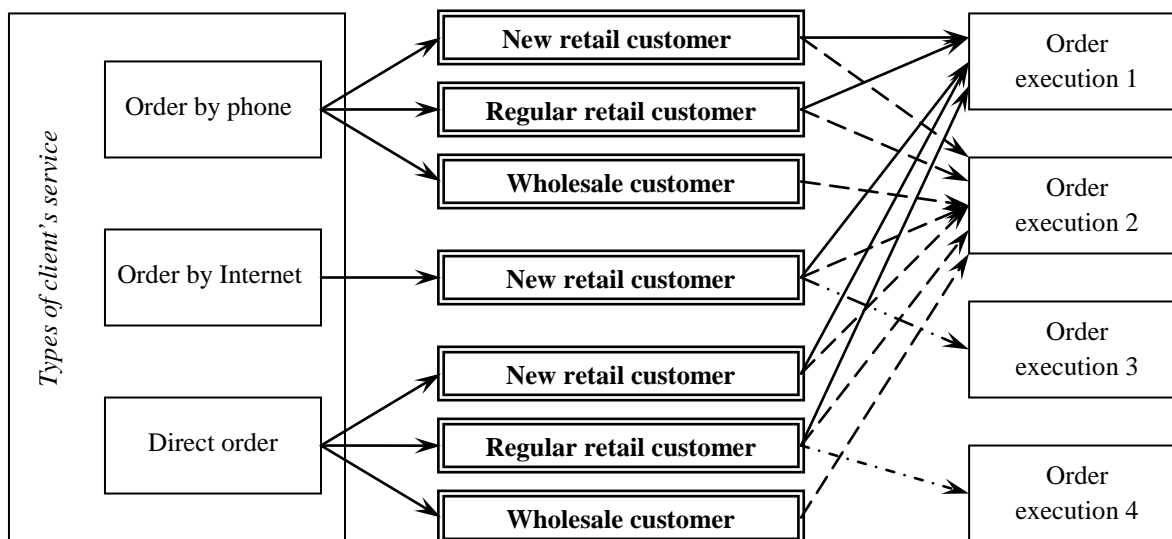 Types of client's service
Order by phone
Order by Internet
Direct order
New retail customer
Regular retail customer
Wholesale customer
New retail customer
New retail customer
Regular retail customer
Wholesale customer
Order
execution 1
Order
execution 2
Order
execution 3
Order
execution 4